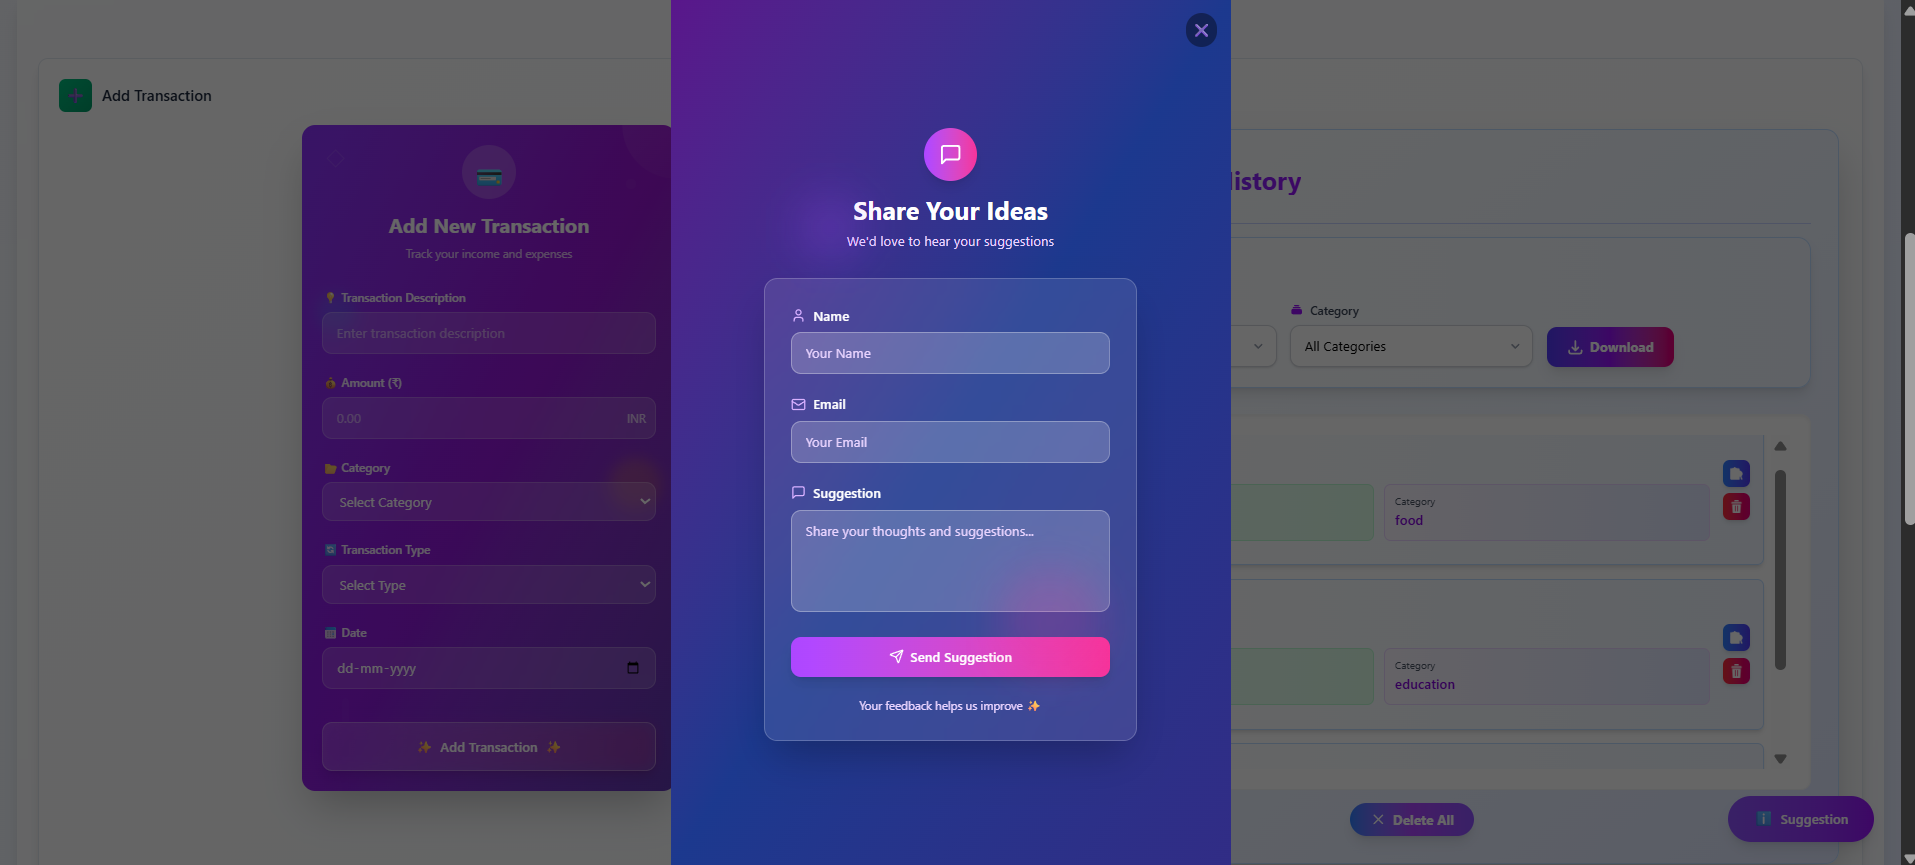 Add Transaction
Add New Transaction
Track your income and expenses
Transaction Description
Enter transaction description
Amount (₹)
0.00
INR
Category
Select Category
Transaction Type
Select Type
Date
dd-mm-yyyy
✨ Add Transaction ✨
Share Your Ideas
We'd love to hear your suggestions
Name
Your Name
Email
Your Email
Suggestion
Share your thoughts and suggestions...
Send Suggestion
Your feedback helps us improve ✨
istory
Category
All Categories
Download
Category
food
Category
education
Delete All
Suggestion